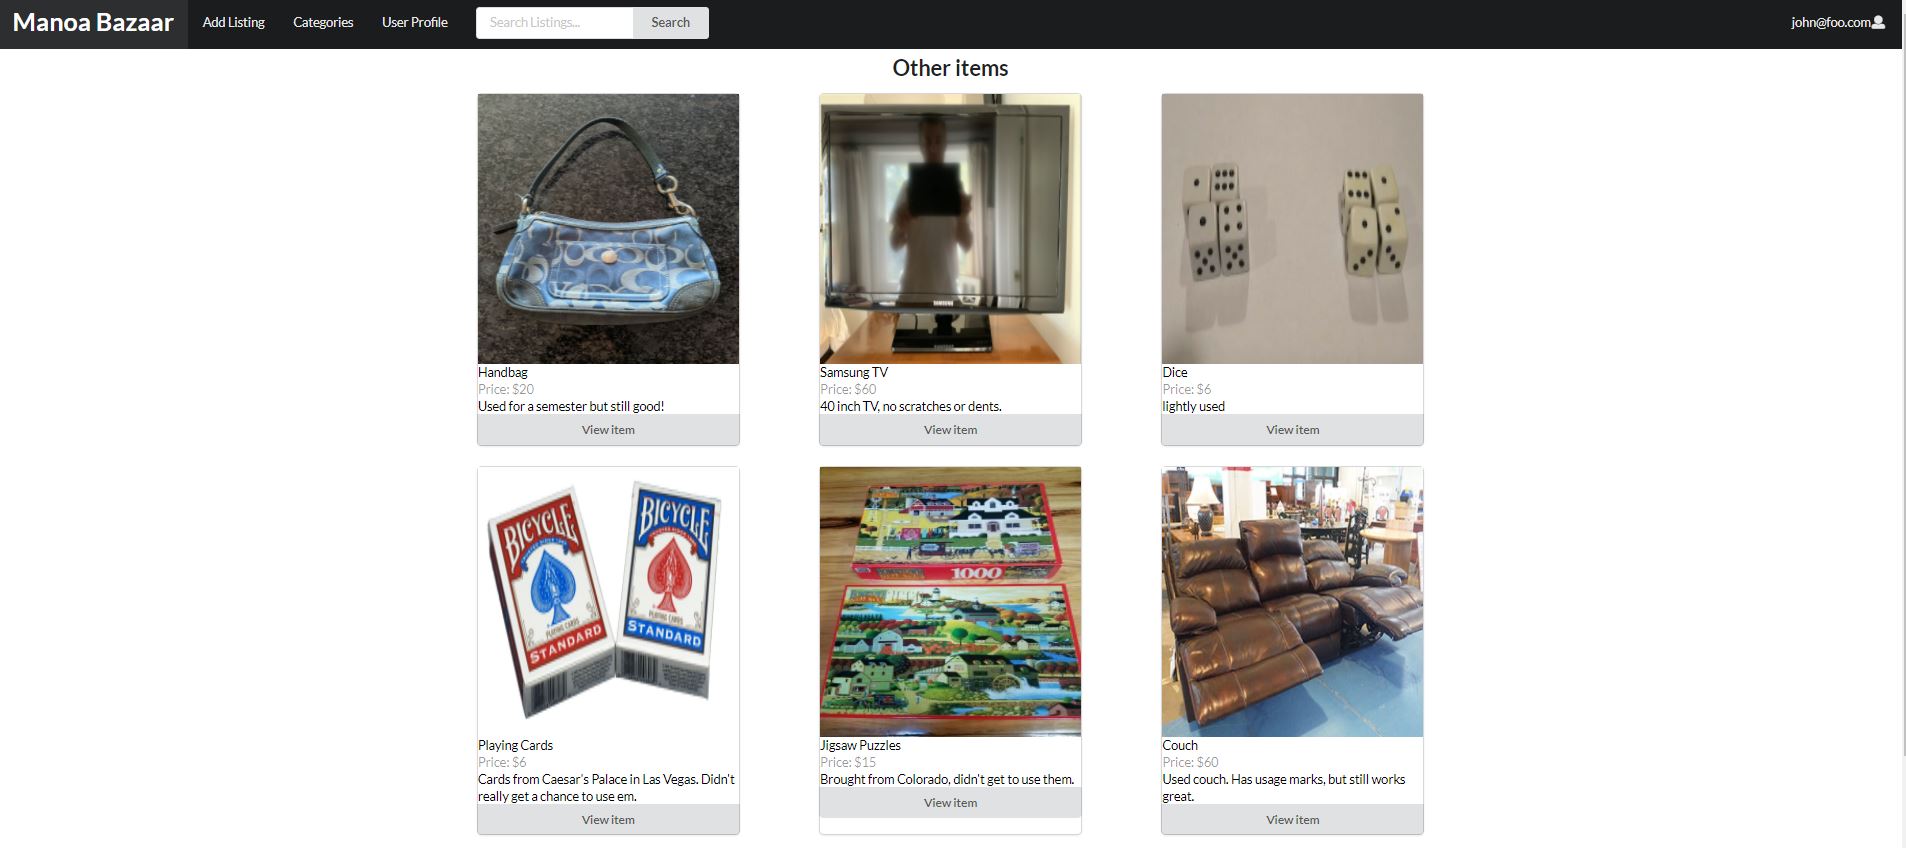 Manoa Bazaar Add Listing Categories User Profile Search Listings... Search john@foo.com
Other items
SAMSUNG
Handbag
Price: $20
Used for a semester but still good!
View item
Samsung TV
Price: $60
40 inch TV, no scratches or dents.
View item
Dice
Price: $6
lightly used
View item
BICYCLE
PLAYING CARDS
STANDARD
BICYCLE
PLAYING CARDS
STANDARD
1000
Playing Cards
Price: $6
Cards from Caesar's Palace in Las Vegas. Didn't
really get a chance to use em.
View item
Jigsaw Puzzles
Price: $15
Brought from Colorado, didn't get to use them.
View item
Couch
Price: $60
Used couch. Has usage marks, but still works
great.
View item